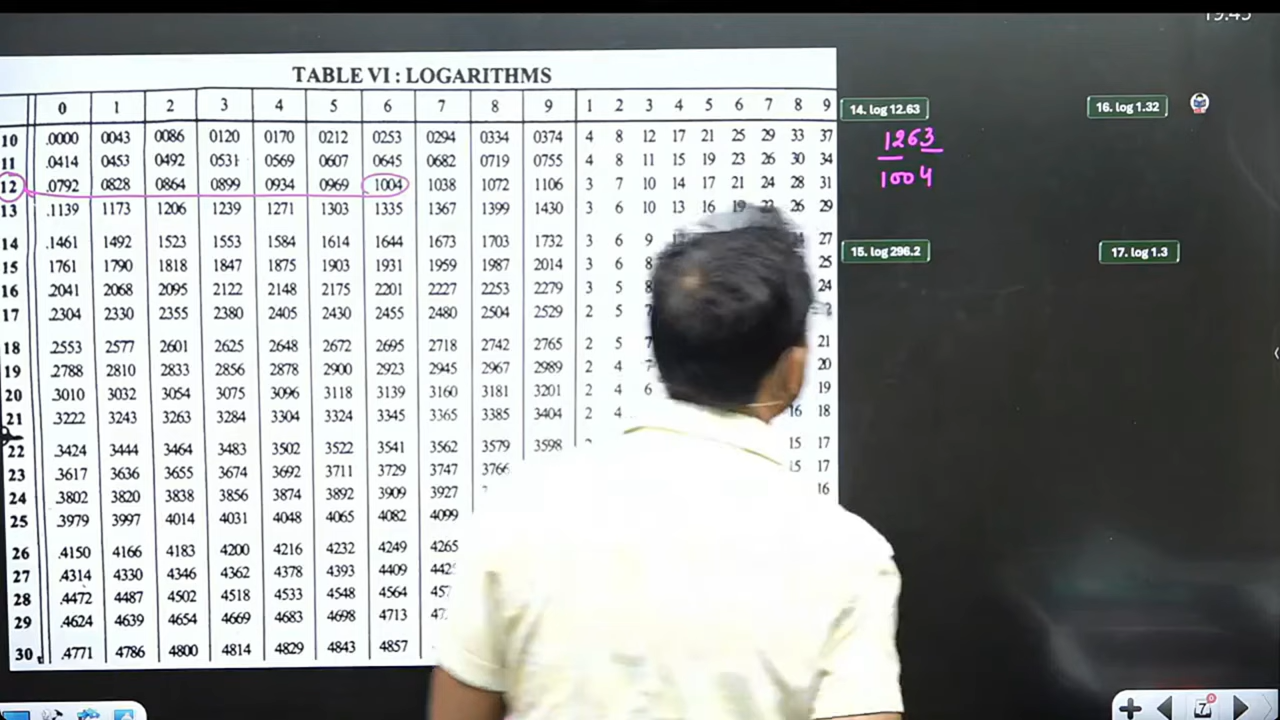 19:45
TABLE VI : LOGARITHMS
0 1 2 3 4 5 6 7 8 9 1 2 3 4 5 6 7 8 9
10 .0000 0043 0086 0120 0170 0212 0253 0294 0334 0374 4 8 12 17 21 25 29 33 37
11 .0414 0453 0492 0531 0569 0607 0645 0682 0719 0755 4 8 11 15 19 23 26 30 34
12 .0792 0828 0864 0899 0934 0969 1004 1038 1072 1106 3 7 10 14 17 21 24 28 31
13 .1139 1173 1206 1239 1271 1303 1335 1367 1399 1430 3 6 10 13 16 19 26 29
14 .1461 1492 1523 1553 1584 1614 1644 1673 1703 1732 3 6 9 27
15 1761 1790 1818 1847 1875 1903 1931 1959 1987 2014 3 6 8 25
16 .2041 2068 2095 2122 2148 2175 2201 2227 2253 2279 3 5 8 24
17 .2304 2330 2355 2380 2405 2430 2455 2480 2504 2529 2 5
18 .2553 2577 2601 2625 2648 2672 2695 2718 2742 2765 2 5 7 21
19 .2788 2810 2833 2856 2878 2900 2923 2945 2967 2989 2 4 7 20
20 .3010 3032 3054 3075 3096 3118 3139 3160 3181 3201 2 4 6 19
21 .3222 3243 3263 3284 3304 3324 3345 3365 3385 3404 2 4 16 18
22 .3424 3444 3464 3483 3502 3522 3541 3562 3579 3598 15 17
23 .3617 3636 3655 3674 3692 3711 3729 3747 3766 15 17
24 .3802 3820 3838 3856 3874 3892 3909 3927 16
25 .3979 3997 4014 4031 4048 4065 4082 4099
26 .4150 4166 4183 4200 4216 4232 4249 4265
27 .4314 4330 4346 4362 4378 4393 4409
28 .4472 4487 4502 4518 4533 4548 4564
29 .4624 4639 4654 4669 4683 4698 4713
30 .4771 4786 4800 4814 4829 4843 4857
14. log 12.63
1263
1004
15. log 296.2
16. log 1.32
17. log 1.3
7